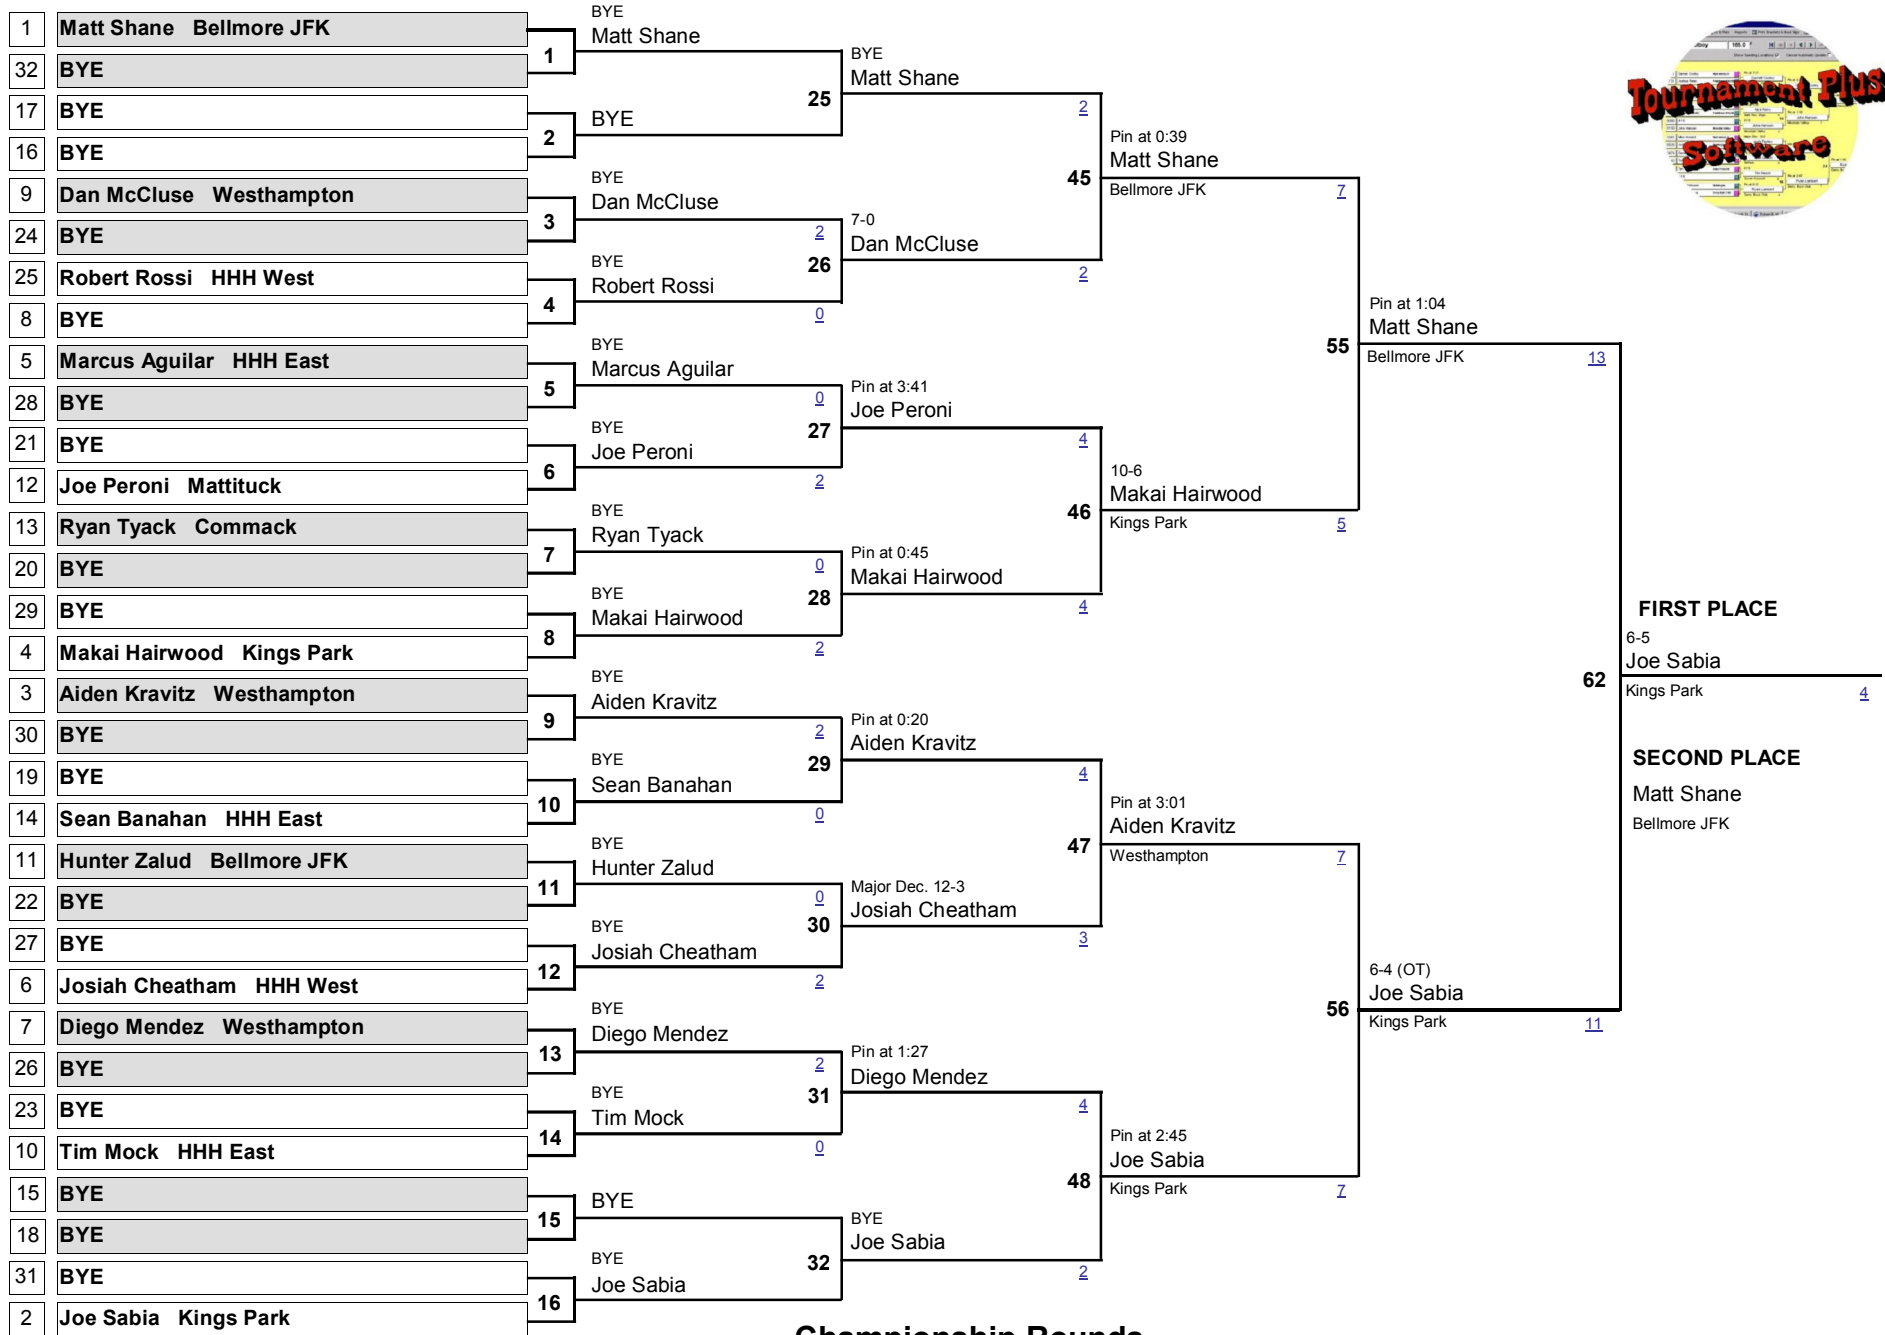 1 Matt Shane Bellmore JFK
32 BYE
17 BYE
16 BYE
9 Dan McCluse Westhampton
24 BYE
25 Robert Rossi HHH West
8 BYE
5 Marcus Aguilar HHH East
28 BYE
21 BYE
12 Joe Peroni Mattituck
13 Ryan Tyack Commack
20 BYE
29 BYE
4 Makai Hairwood Kings Park
3 Aiden Kravitz Westhampton
30 BYE
19 BYE
14 Sean Banahan HHH East
11 Hunter Zalud Bellmore JFK
22 BYE
27 BYE
6 Josiah Cheatham HHH West
7 Diego Mendez Westhampton
26 BYE
23 BYE
10 Tim Mock HHH East
15 BYE
18 BYE
31 BYE
2 Joe Sabia Kings Park
BYE
Matt Shane
1
BYE
2
BYE
Dan McCluse
3
2
BYE
Robert Rossi
4
0
BYE
Marcus Aguilar
5
0
BYE
Joe Peroni
6
2
BYE
Ryan Tyack
7
0
BYE
Makai Hairwood
8
2
BYE
Aiden Kravitz
9
2
BYE
Sean Banahan
10
0
BYE
Hunter Zalud
11
0
BYE
Josiah Cheatham
12
2
BYE
Diego Mendez
13
2
BYE
Tim Mock
14
0
BYE
15
BYE
Joe Sabia
16
BYE
Matt Shane
25
2
7-0
Dan McCluse
26
2
Pin at 3:41
Joe Peroni
27
4
Pin at 0:45
Makai Hairwood
28
4
Pin at 0:20
Aiden Kravitz
29
4
Major Dec. 12-3
Josiah Cheatham
30
3
Pin at 1:27
Diego Mendez
31
4
BYE
Joe Sabia
32
2
Pin at 0:39
Matt Shane
45
Bellmore JFK
7
10-6
Makai Hairwood
46
Kings Park
5
Pin at 3:01
Aiden Kravitz
47
Westhampton
7
Pin at 2:45
Joe Sabia
48
Kings Park
7
Pin at 1:04
Matt Shane
55
Bellmore JFK
13
6-4 (OT)
Joe Sabia
56
Kings Park
11
Tournament Plus
Software
FIRST PLACE
6-5
Joe Sabia
62
Kings Park
4
SECOND PLACE
Matt Shane
Bellmore JFK
Championship Rounds